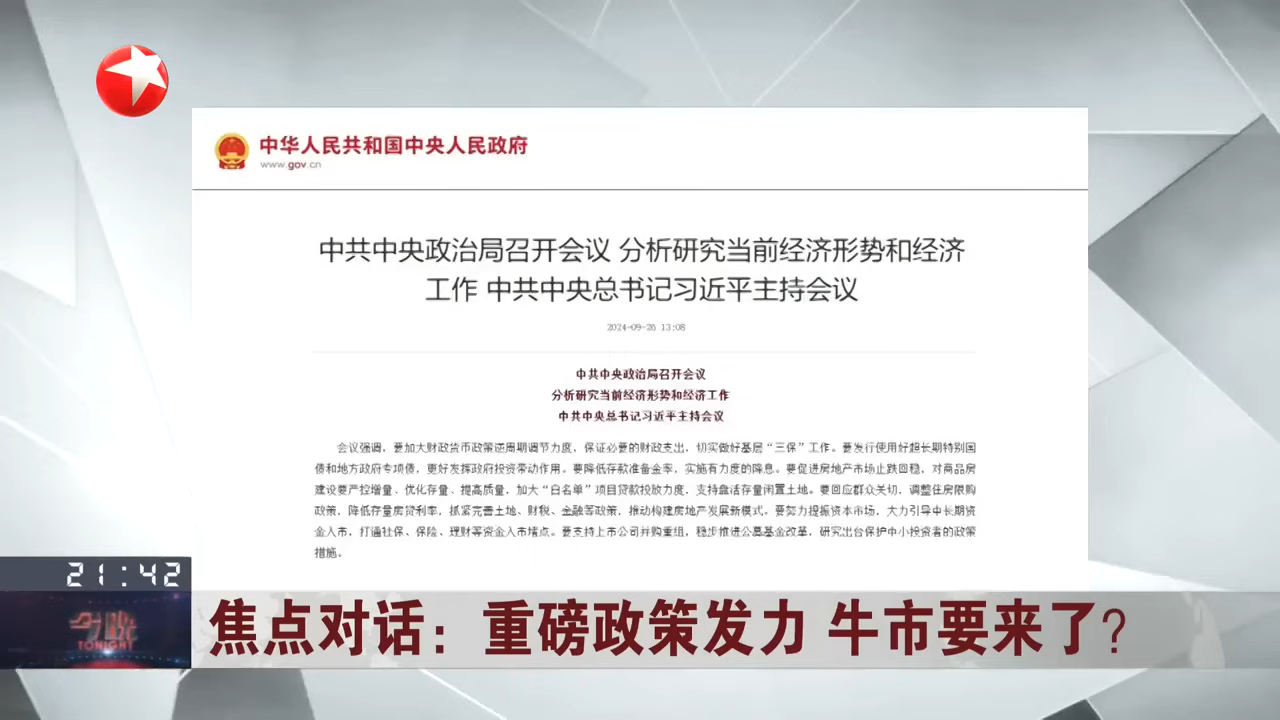 中华人民共和国中央人民政府
www.gov.cn
中共中央政治局召开会议 分析研究当前经济形势和经济
工作 中共中央总书记习近平主持会议
2024-09-26 13:08
中共中央政治局召开会议
分析研究当前经济形势和经济工作
中共中央总书记习近平主持会议
会议强调，要加大财政货币政策逆周期调节力度，保证必要的财政支出，切实做好基层“三保”工作。要发行使用好超长期特别国
债和地方政府专项债，更好发挥政府投资带动作用。要降低存款准备金率，实施有力度的降息。要促进房地产市场止跌回稳，对商品房
建设要严控增量、优化存量、提高质量，加大“白名单”项目贷款投放力度，支持盘活存量闲置土地。要回应群众关切，调整住房限购
政策，降低存量房贷利率，抓紧完善土地、财税、金融等政策，推动构建房地产发展新模式。要努力提振资本市场，大力引导中长期资
金入市，打通社保、保险、理财等资金入市堵点。要支持上市公司并购重组，稳步推进公募基金改革，研究出台保护中小投资者的政策
措施。
21:42
今晚
TONIGHT
焦点对话：重磅政策发力 牛市要来了？